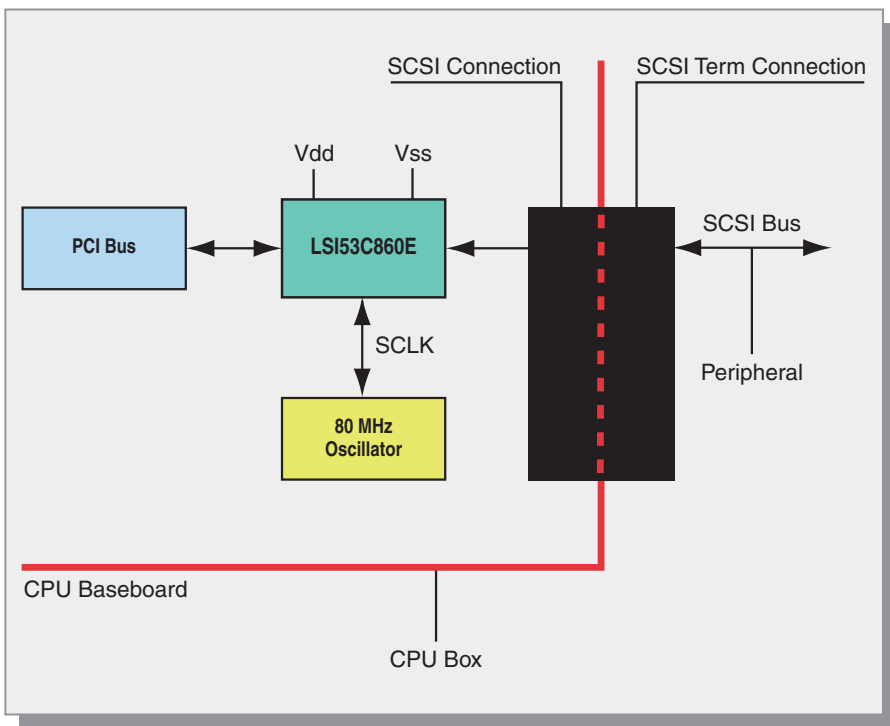 SCSI Connection
SCSI Term Connection
Vdd
Vss
PCI Bus
LSI53C860E
SCSI Bus
SCLK
Peripheral
80 MHz
Oscillator
CPU Baseboard
CPU Box